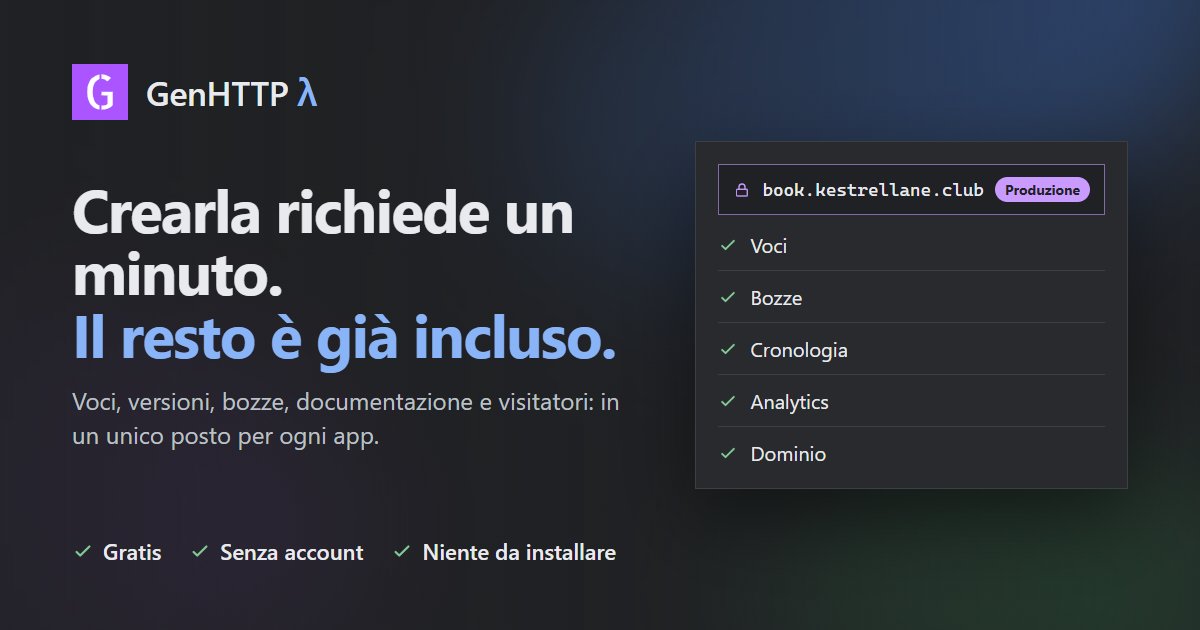 GenHTTP λ
Crearla richiede un
minuto.
Il resto è già incluso.
Voci, versioni, bozze, documentazione e visitatori: in
un unico posto per ogni app.
Gratis
Senza account
Niente da installare
book.kestrellane.club
Produzione
Voci
Bozze
Cronologia
Analytics
Dominio